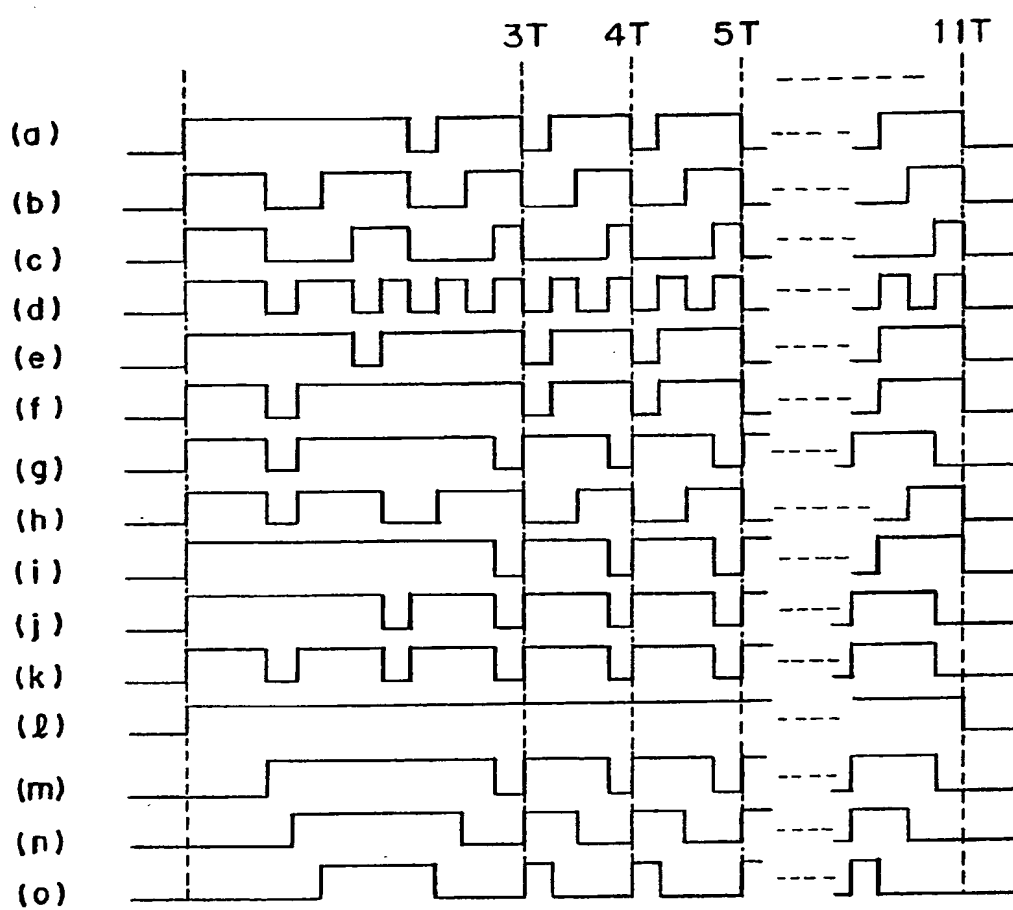 3T 4T 5T 11T
(a)
(b)
(c)
(d)
(e)
(f)
(g)
(h)
(i)
(j)
(k)
(ℓ)
(m)
(n)
(o)